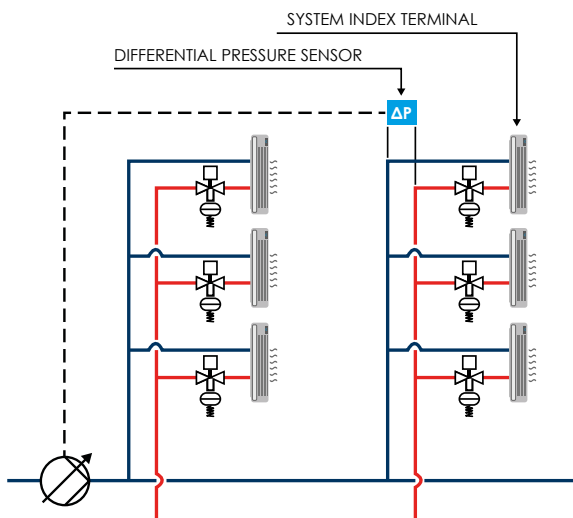 SYSTEM INDEX TERMINAL
DIFFERENTIAL PRESSURE SENSOR
ΔP